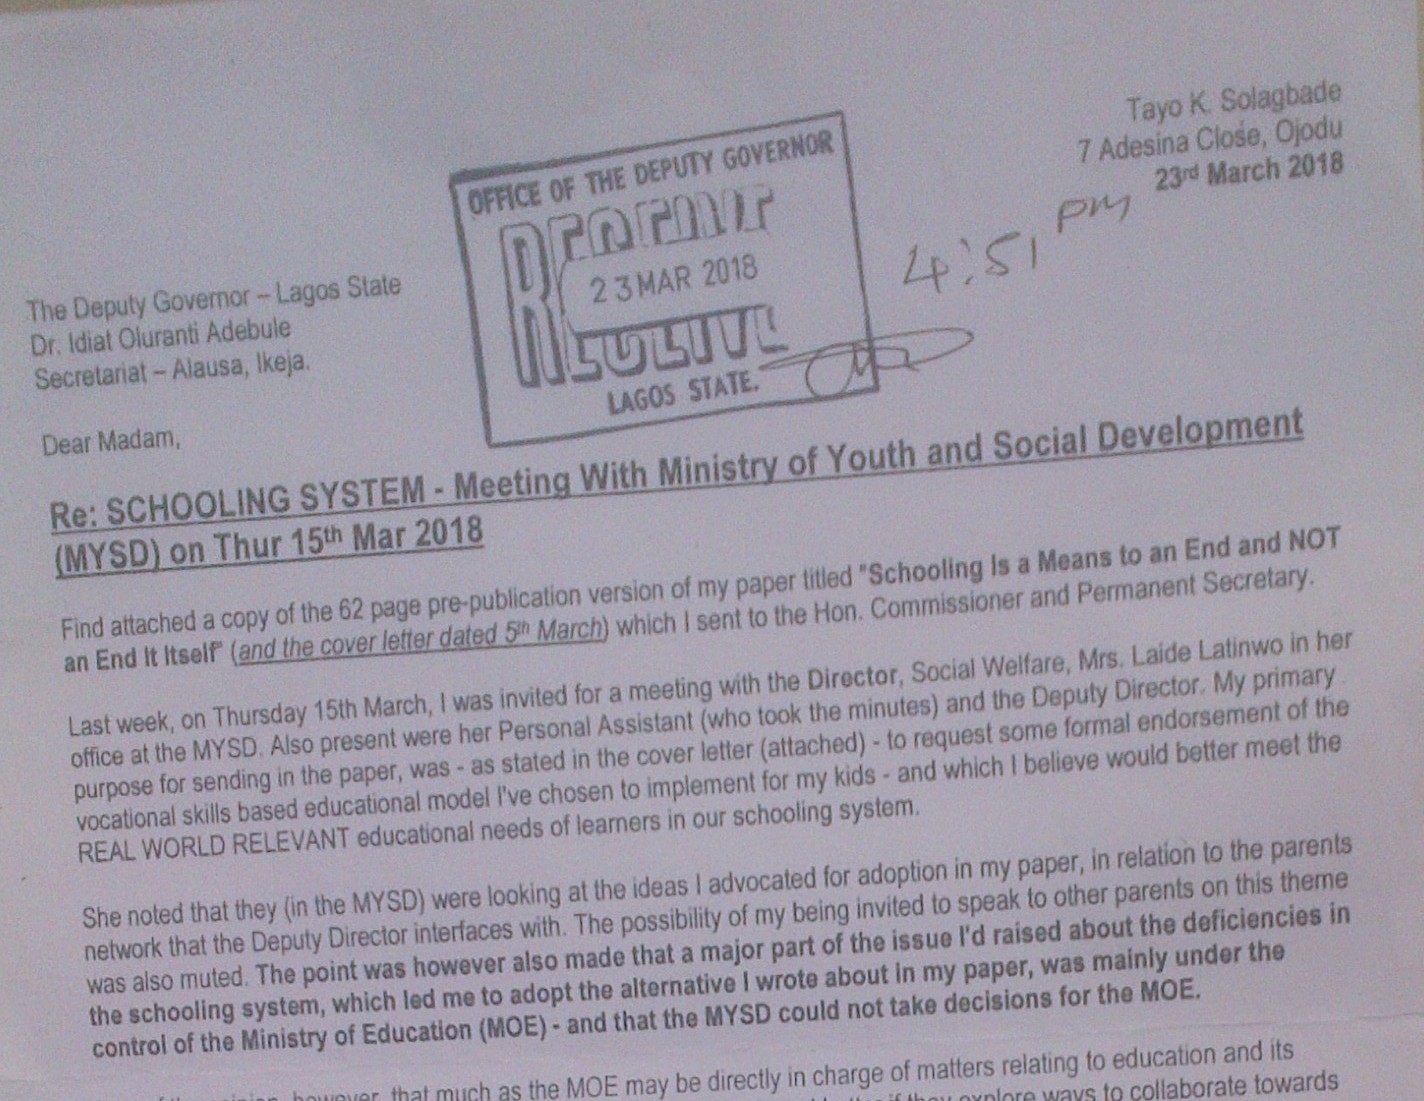 Tayo K. Solagbade
7 Adesina Close, Ojodu
23rd March 2018
OFFICE OF THE DEPUTY GOVERNOR
23 MAR 2018
LAGOS STATE.
4:51 pm
The Deputy Governor – Lagos State
Dr. Idiat Oluranti Adebule
Secretariat – Alausa, Ikeja.
Dear Madam,
Re: SCHOOLING SYSTEM - Meeting With Ministry of Youth and Social Development
(MYSD) on Thur 15th Mar 2018
Find attached a copy of the 62 page pre-publication version of my paper titled "Schooling Is a Means to an End and NOT
an End It Itself" (and the cover letter dated 5th March) which I sent to the Hon. Commissioner and Permanent Secretary.
Last week, on Thursday 15th March, I was invited for a meeting with the Director, Social Welfare, Mrs. Laide Latinwo in her
office at the MYSD. Also present were her Personal Assistant (who took the minutes) and the Deputy Director. My primary
purpose for sending in the paper, was - as stated in the cover letter (attached) - to request some formal endorsement of the
vocational skills based educational model I've chosen to implement for my kids - and which I believe would better meet the
REAL WORLD RELEVANT educational needs of learners in our schooling system.
She noted that they (in the MYSD) were looking at the ideas I advocated for adoption in my paper, in relation to the parents
network that the Deputy Director interfaces with. The possibility of my being invited to speak to other parents on this theme
was also muted. The point was however also made that a major part of the issue I'd raised about the deficiencies in
the schooling system, which led me to adopt the alternative I wrote about in my paper, was mainly under the
control of the Ministry of Education (MOE) - and that the MYSD could not take decisions for the MOE.
however, that much as the MOE may be directly in charge of matters relating to education and its
explore ways to collaborate towards